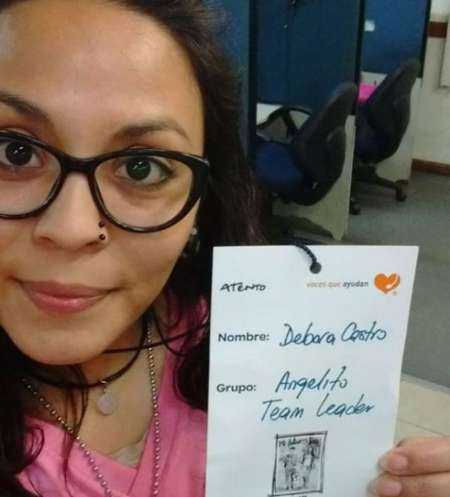 ATENTO voces que ayudan
Nombre: Debora Castro
Grupo: Angelito
Team Leader